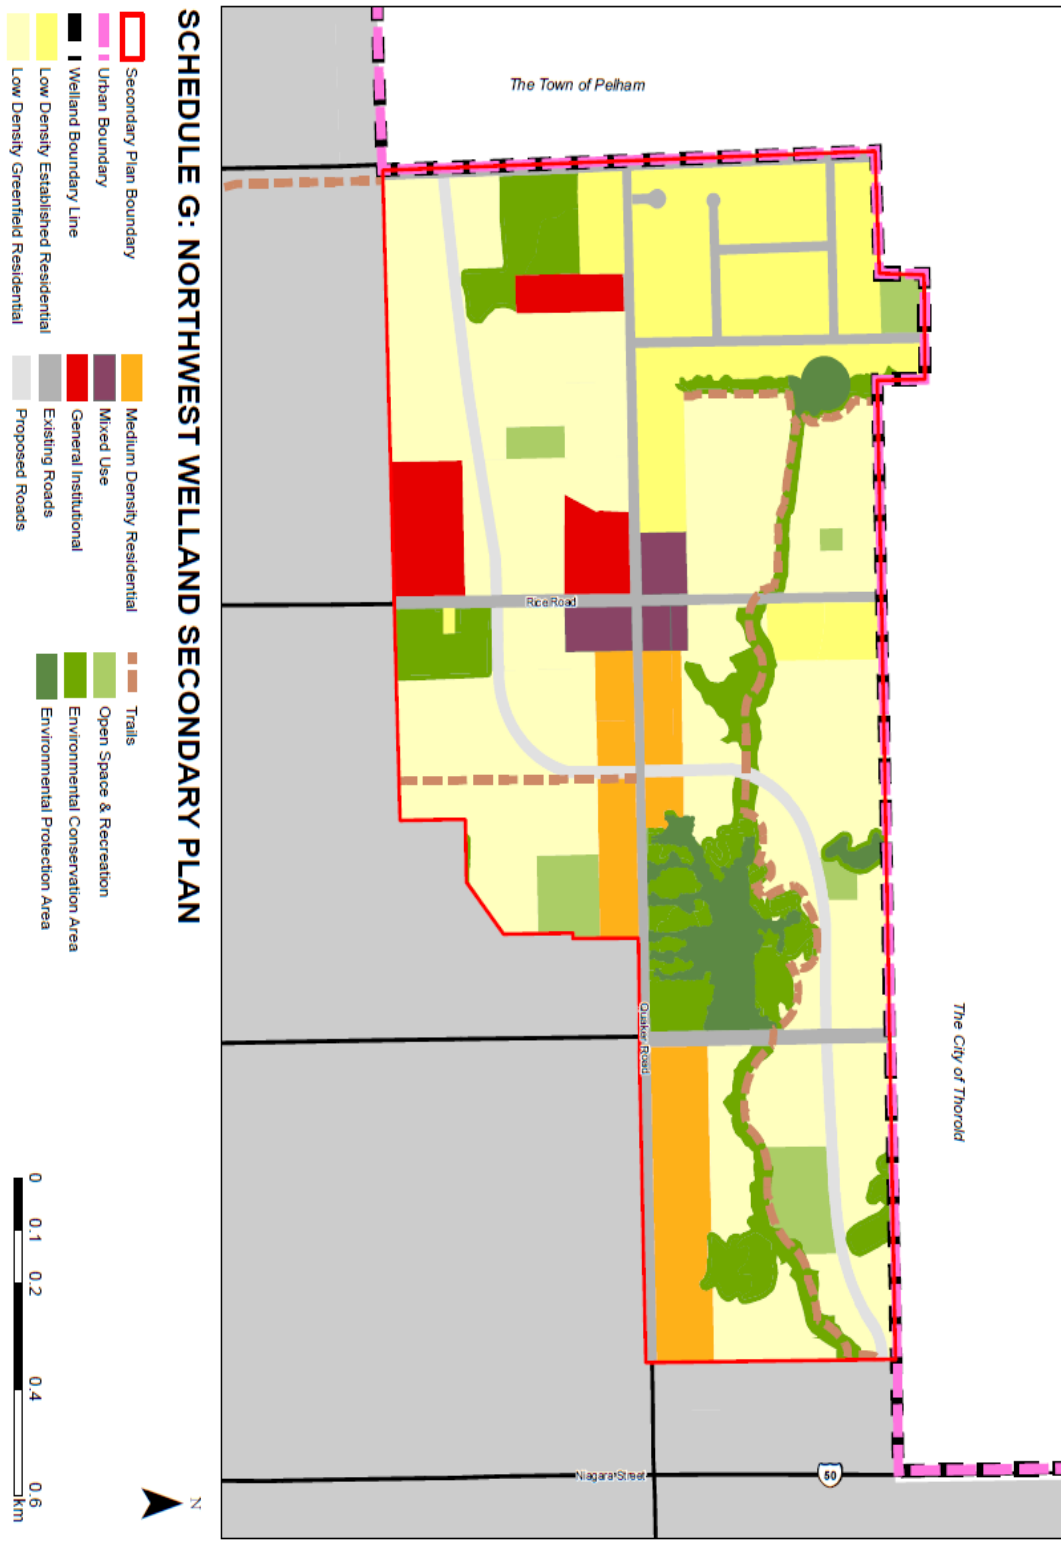 SCHEDULE G: NORTHWEST WELLAND SECONDARY PLAN
Secondary Plan Boundary
Urban Boundary
Welland Boundary Line
Low Density Established Residential
Low Density Greenfield Residential
Medium Density Residential
Mixed Use
General Institutional
Existing Roads
Proposed Roads
Trails
Open Space & Recreation
Environmental Conservation Area
Environmental Protection Area
0 0.1 0.2 0.4 0.6
km
N
The Town of Pelham
The City of Thorold
Rice Road
Quaker Road
Niagara Street
50